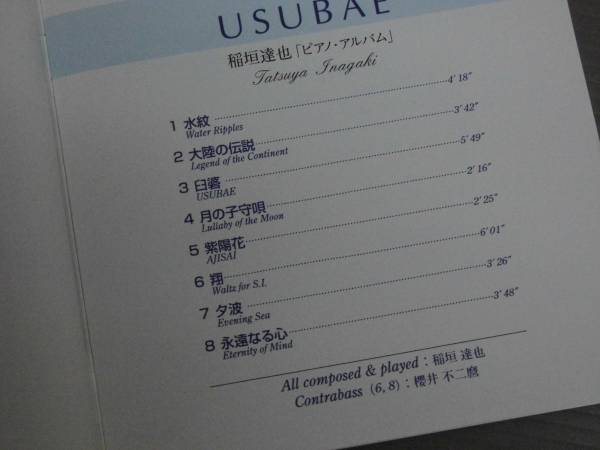 USUBAE
稲垣達也「ピアノ・アルバム」
Tatsuya Inagaki
1 水紋 4'18"
Water Ripples
2 大陸の伝説 3'42"
Legend of the Continent
3 臼婆 5'49"
USUBAE
4 月の子守唄 2'16"
Lullaby of the Moon
5 紫陽花 2'25"
AJISAI
6 翔 6'01"
Waltz for S.I.
7 夕波 3'26"
Evening Sea
8 永遠なる心 3'48"
Eternity of Mind
All composed & played : 稲垣 達也
Contrabass (6, 8) : 櫻井 不二麿